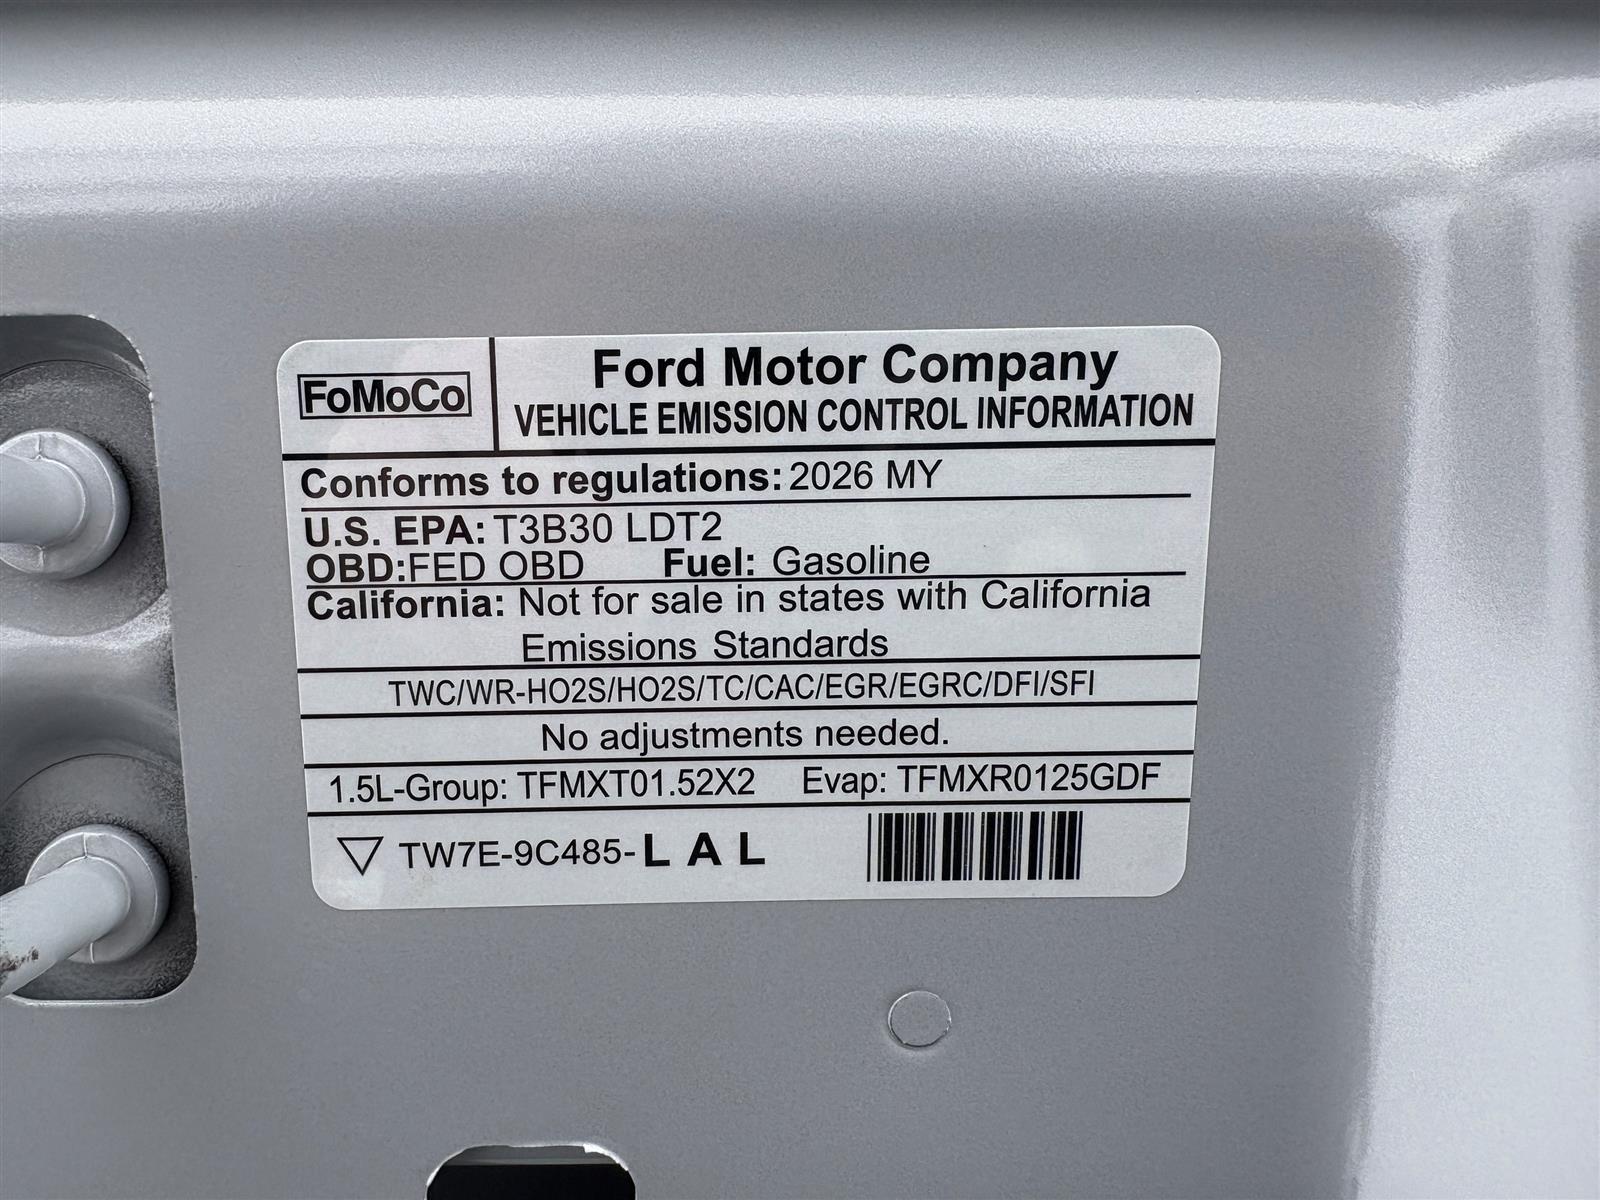 FoMoCo
Ford Motor Company
VEHICLE EMISSION CONTROL INFORMATION
Conforms to regulations: 2026 MY
U.S. EPA: T3B30 LDT2
OBD:FED OBD Fuel: Gasoline
California: Not for sale in states with California
Emissions Standards
TWC/WR-HO2S/HO2S/TC/CAC/EGR/EGRC/DFI/SFI
No adjustments needed.
1.5L-Group: TFMXT01.52X2 Evap: TFMXR0125GDF
TW7E-9C485-L A L